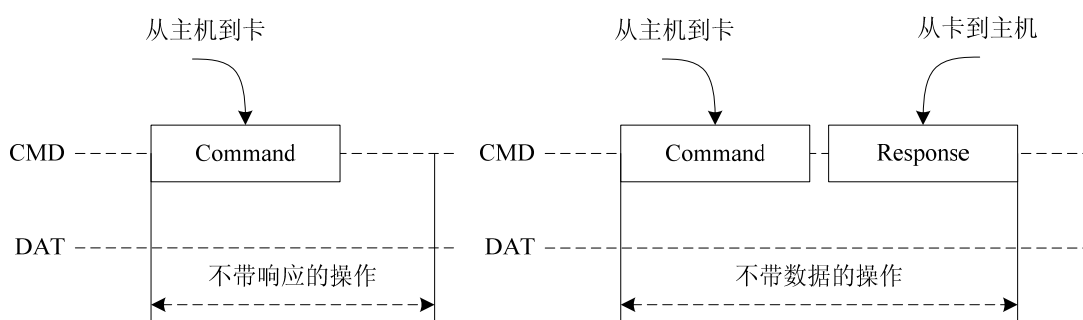 从主机到卡
从主机到卡
从卡到主机
CMD
Command
CMD
Command
Response
DAT
DAT
不带响应的操作
不带数据的操作